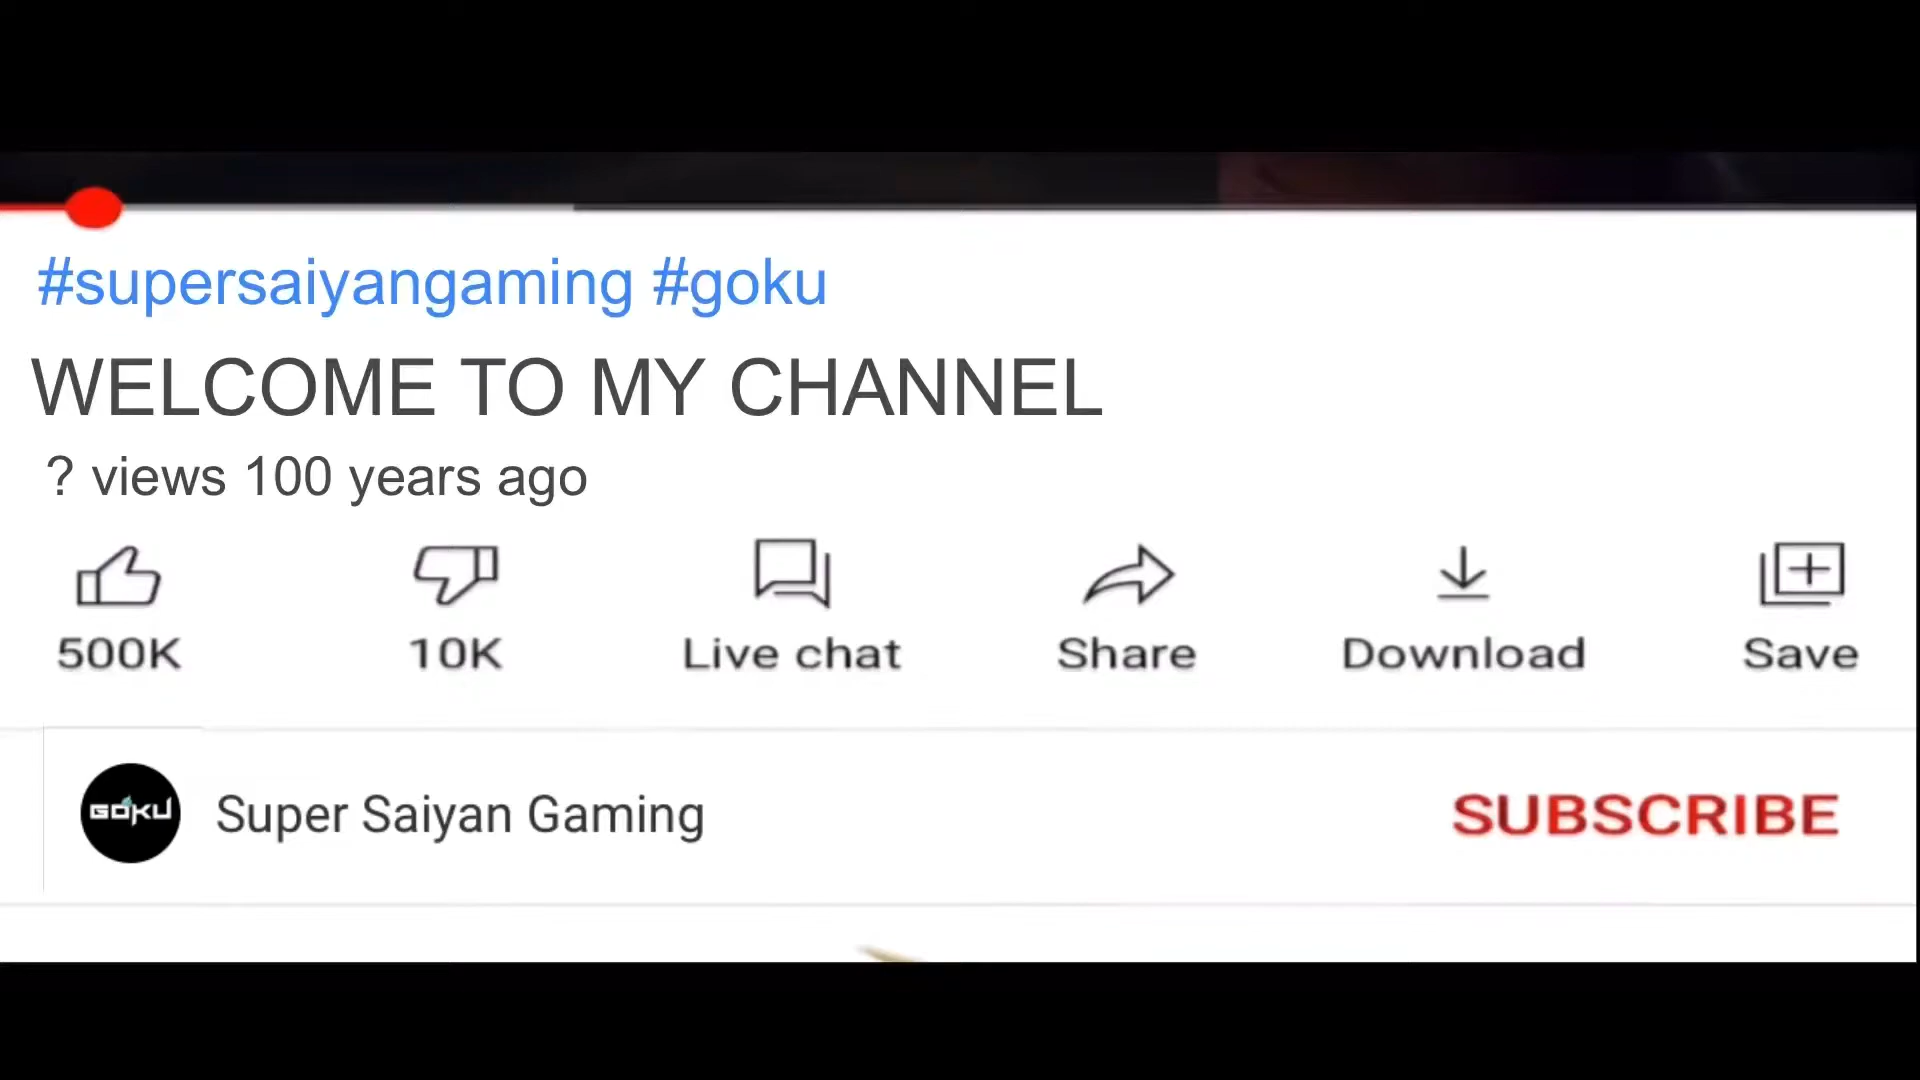 #supersaiyangaming #goku
WELCOME TO MY CHANNEL
? views 100 years ago
500K 10K Live chat Share Download Save
GOKU Super Saiyan Gaming SUBSCRIBE